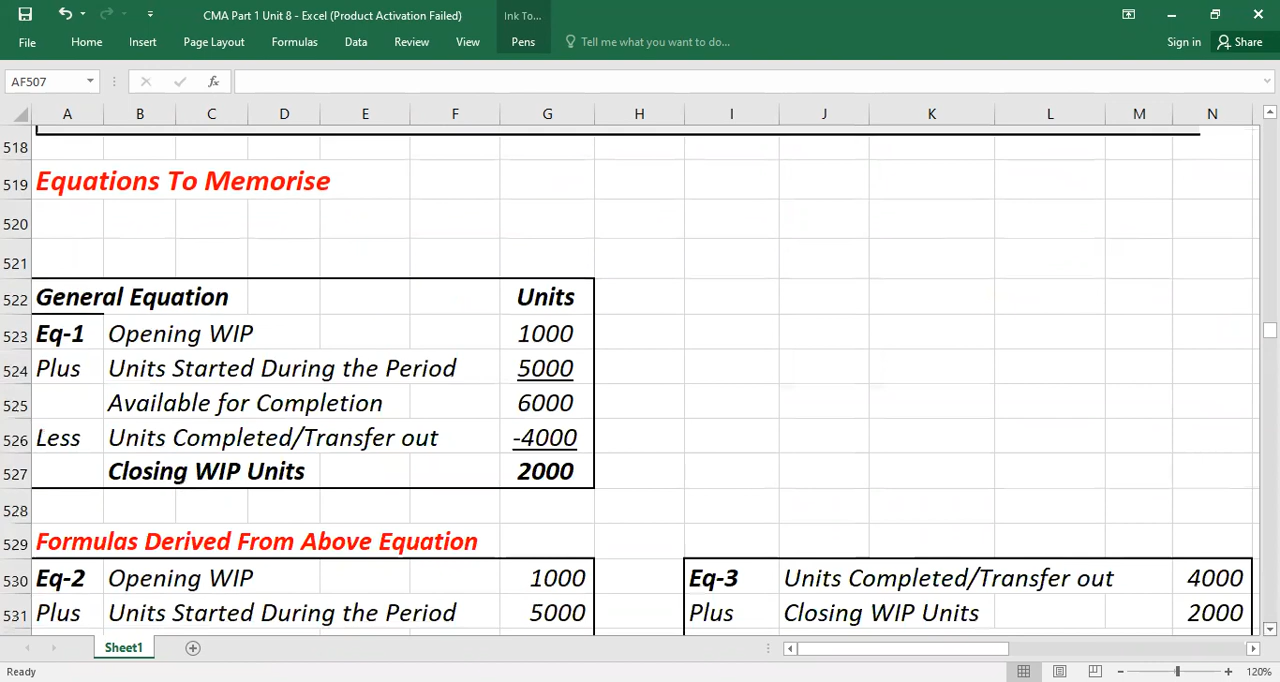 CMA Part 1 Unit 8 - Excel (Product Activation Failed) Ink To...
File Home Insert Page Layout Formulas Data Review View Pens Tell me what you want to do... Sign in Share
AF507 fx
A B C D E F G H I J K L M N
518
519 Equations To Memorise
520
521
522 General Equation Units
523 Eq-1 Opening WIP 1000
524 Plus Units Started During the Period 5000
525 Available for Completion 6000
526 Less Units Completed/Transfer out -4000
527 Closing WIP Units 2000
528
529 Formulas Derived From Above Equation
530 Eq-2 Opening WIP 1000 Eq-3 Units Completed/Transfer out 4000
531 Plus Units Started During the Period 5000 Plus Closing WIP Units 2000
Sheet1
Ready 120%